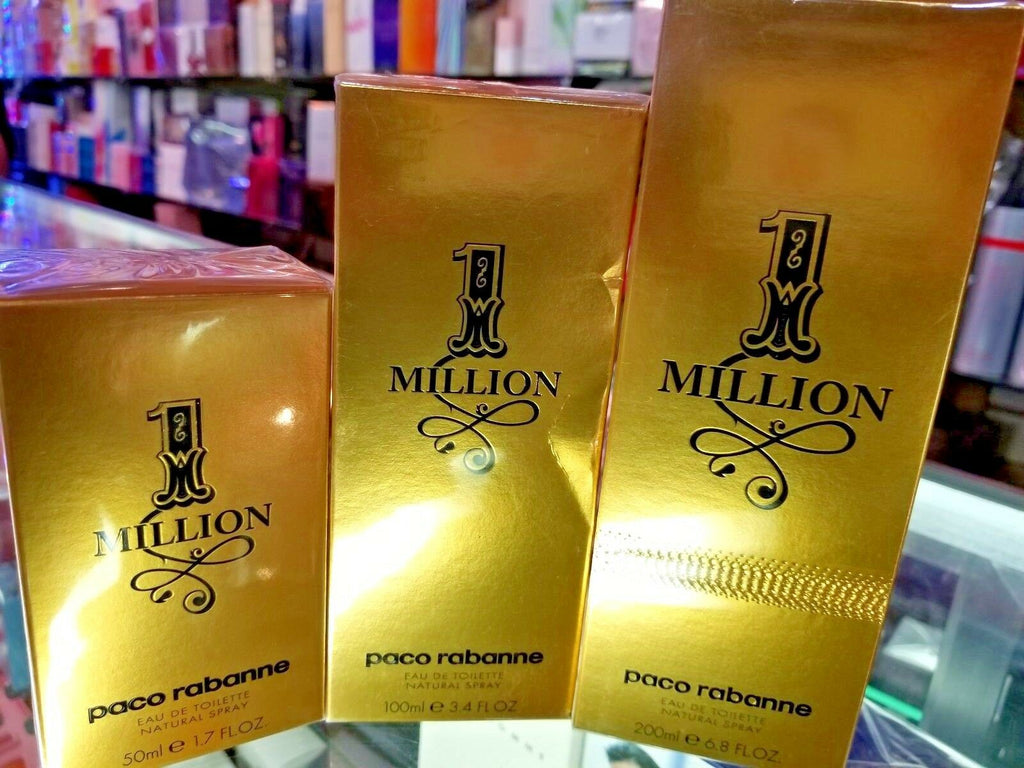 1
MILLION
paco rabanne
EAU DE TOILETTE
NATURAL SPRAY
50ml e 1.7 FL OZ.
1
MILLION
paco rabanne
EAU DE TOILETTE
NATURAL SPRAY
100ml e 3.4 FL OZ
1
MILLION
paco rabanne
EAU DE TOILETTE
NATURAL SPRAY
200ml e 6.8 FL OZ.